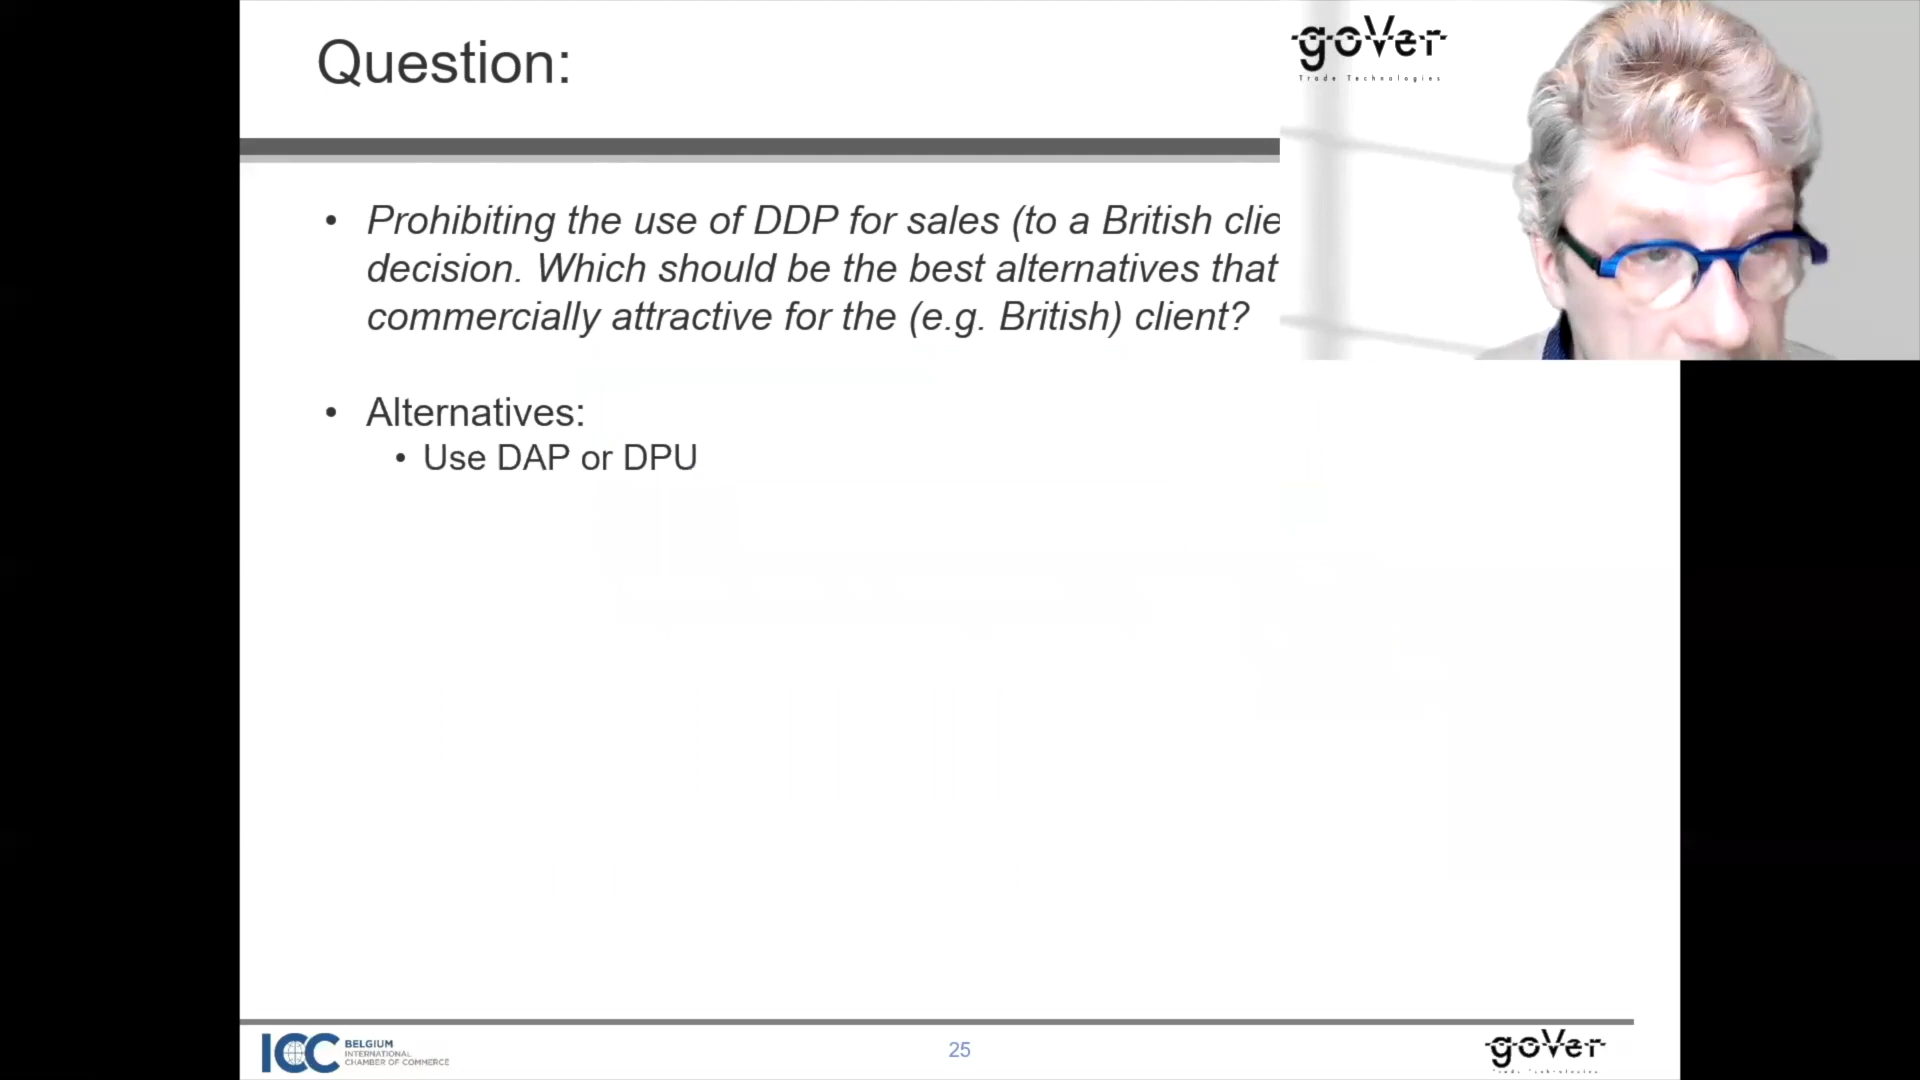 Question:
goVer
Trade Technologies
• Prohibiting the use of DDP for sales (to a British
decision. Which should be the best alternatives that
commercially attractive for the (e.g. British) client?
• Alternatives:
• Use DAP or DPU
ICC BELGIUM
INTERNATIONAL
CHAMBER OF COMMERCE
25
goVer